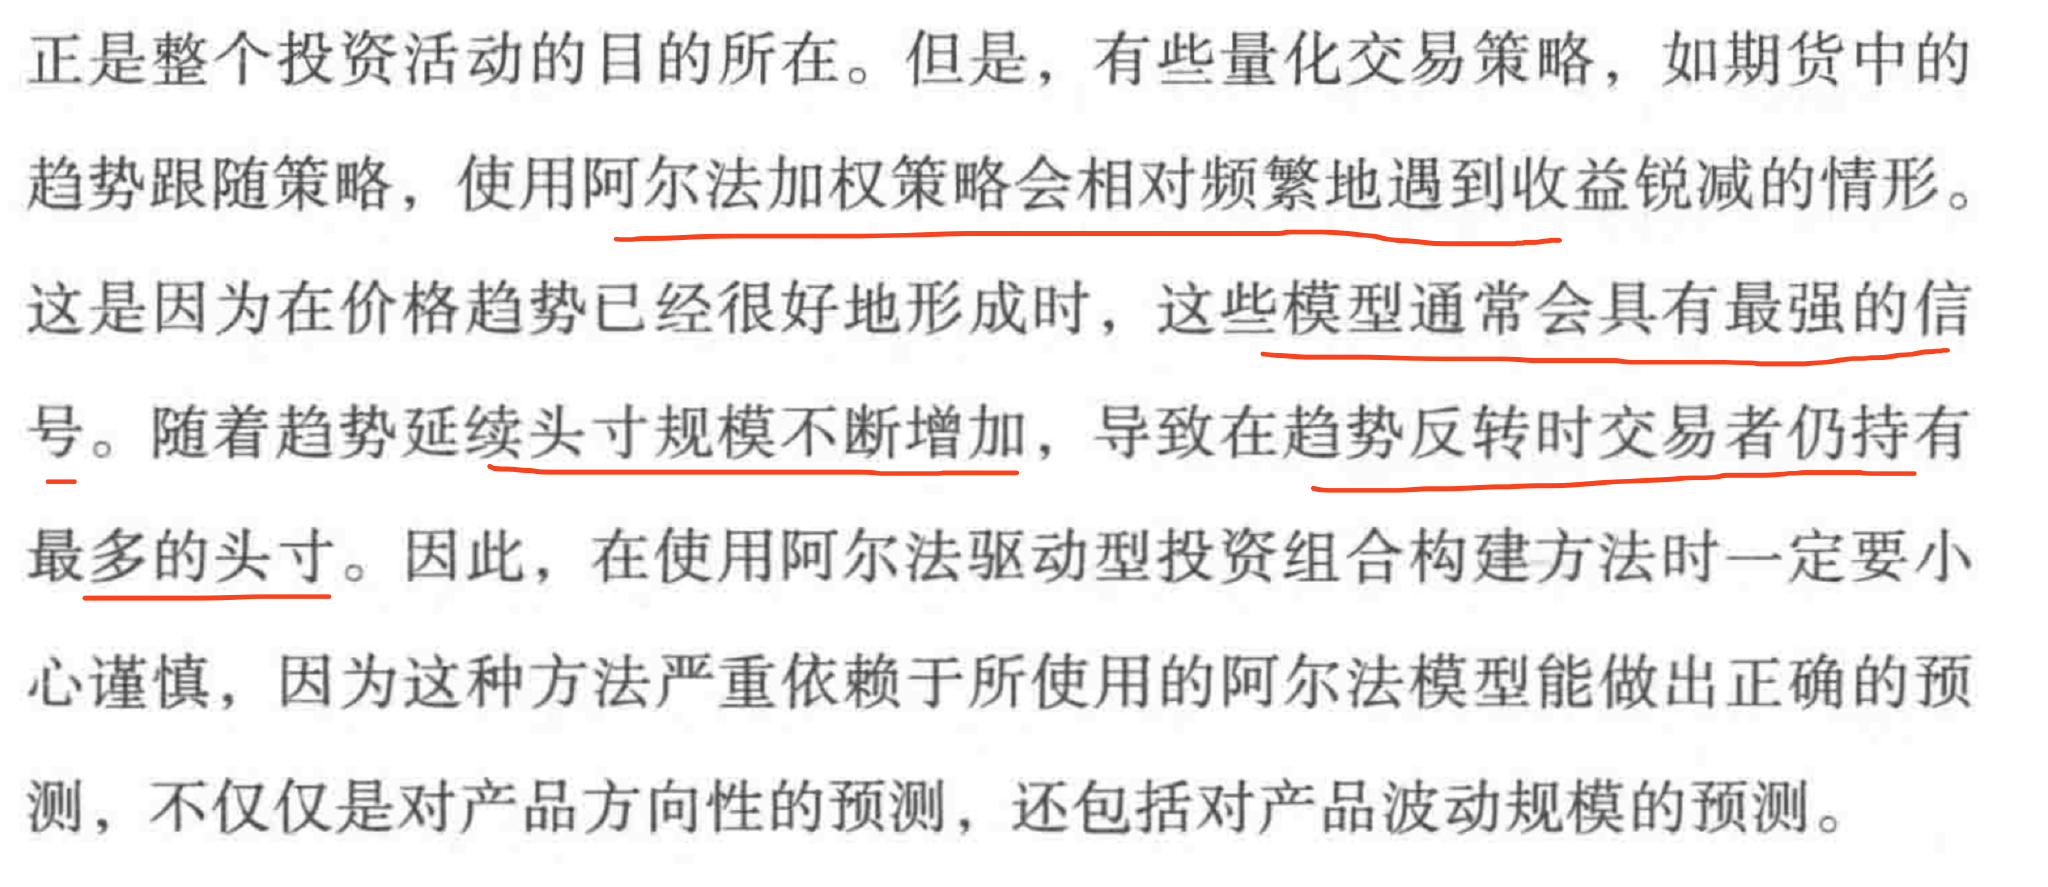 正是整个投资活动的目的所在。但是，有些量化交易策略，如期货中的
趋势跟随策略，使用阿尔法加权策略会相对频繁地遇到收益锐减的情形。
这是因为在价格趋势已经很好地形成时，这些模型通常会具有最强的信
号。随着趋势延续头寸规模不断增加，导致在趋势反转时交易者仍持有
最多的头寸。因此，在使用阿尔法驱动型投资组合构建方法时一定要小
心谨慎，因为这种方法严重依赖于所使用的阿尔法模型能做出正确的预
测，不仅仅是对产品方向性的预测，还包括对产品波动规模的预测。